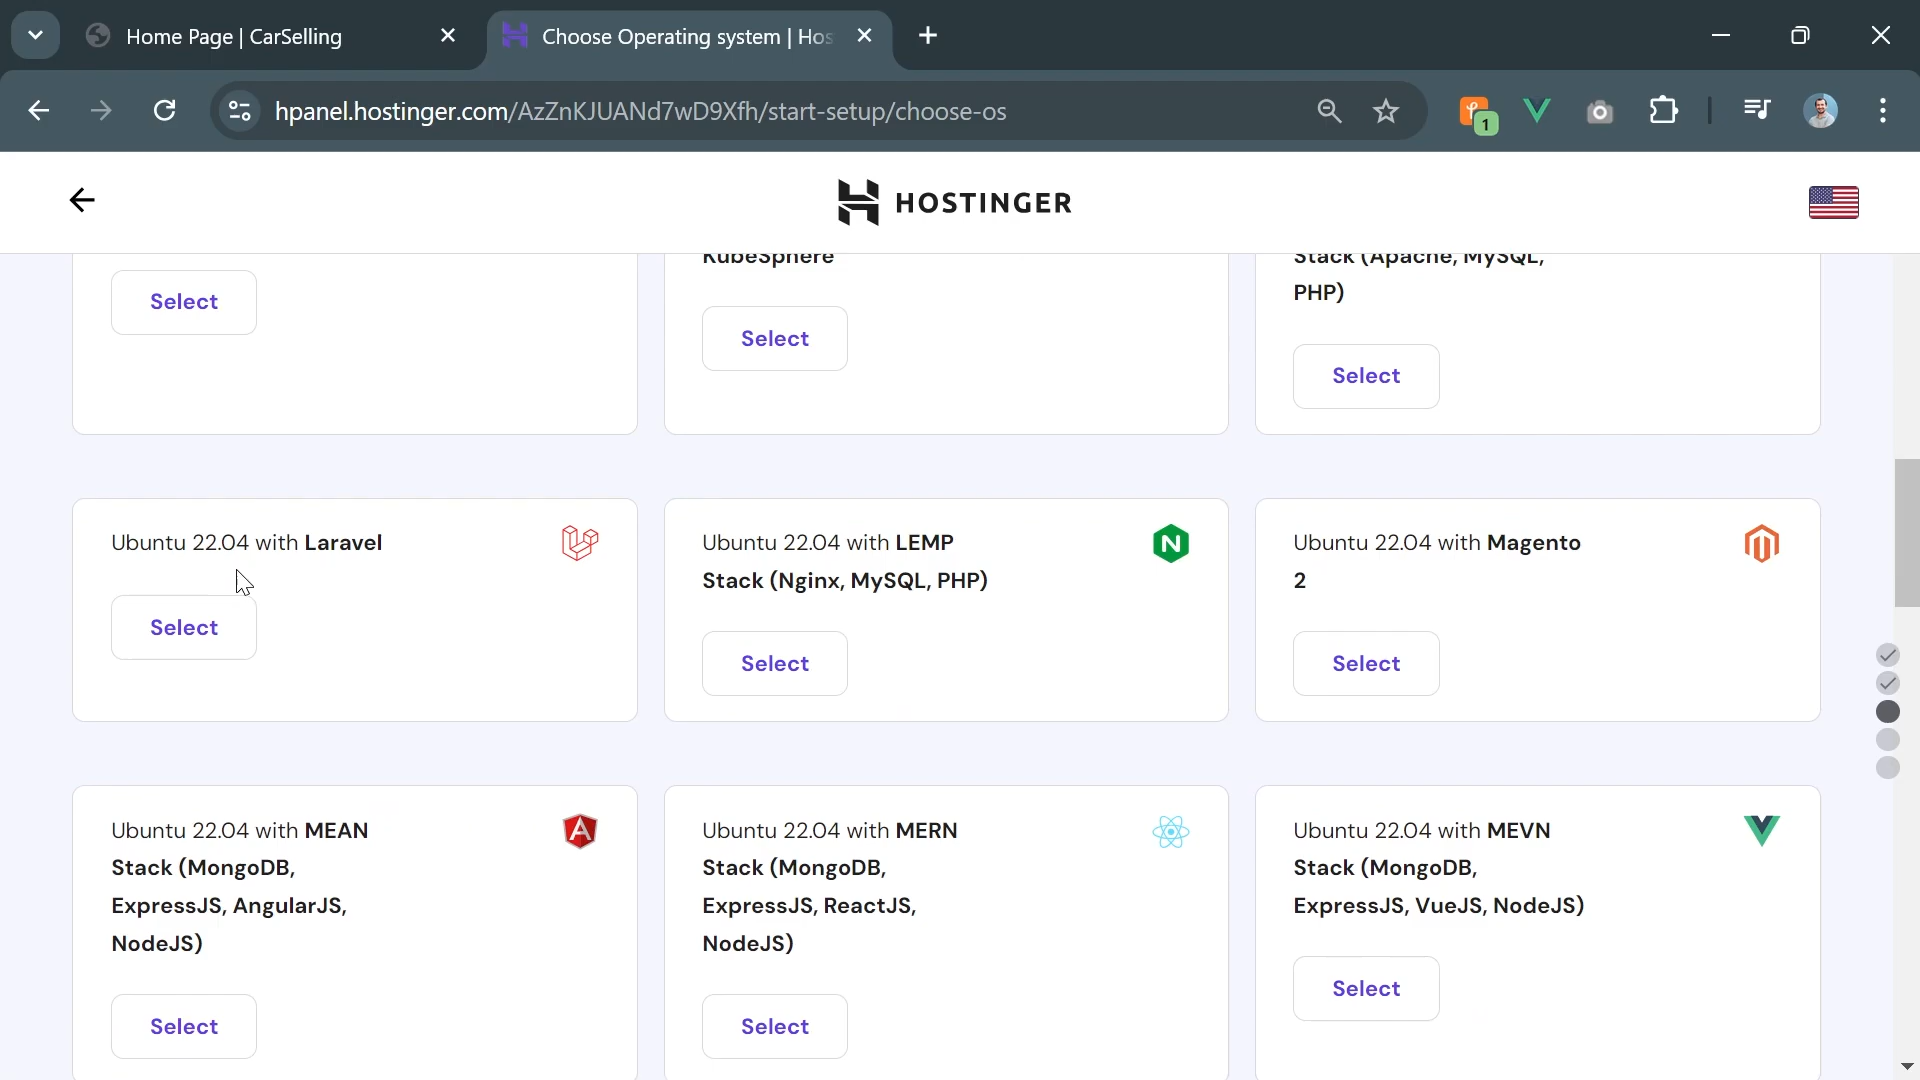 Home Page | CarSelling
Choose Operating system | Hos
hpanel.hostinger.com/AzZnKJUANd7wD9Xfh/start-setup/choose-os
1
HOSTINGER
KubeSphere
Stack (Apache, MySQL,
PHP)
Select
Select
Select
Ubuntu 22.04 with Laravel
Select
Ubuntu 22.04 with LEMP
Stack (Nginx, MySQL, PHP)
Select
Ubuntu 22.04 with Magento
2
Select
Ubuntu 22.04 with MEAN
Stack (MongoDB,
ExpressJS, AngularJS,
NodeJS)
Select
Ubuntu 22.04 with MERN
Stack (MongoDB,
ExpressJS, ReactJS,
NodeJS)
Select
Ubuntu 22.04 with MEVN
Stack (MongoDB,
ExpressJS, VueJS, NodeJS)
Select